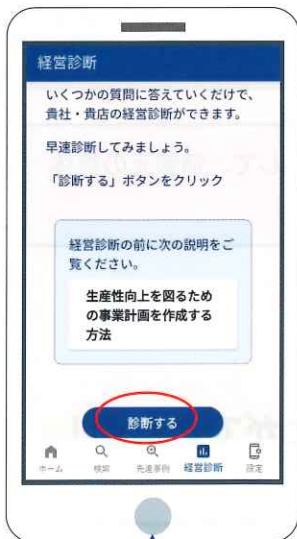 経営診断
いくつかの質問に答えていくだけで、
貴社・貴店の経営診断ができます。
早速診断してみましょう。
「診断する」ボタンをクリック
経営診断の前に次の説明をご
覧ください。
生産性向上を図るため
の事業計画を作成する
方法
診断する
ホーム 検索 先進事例 経営診断 設定